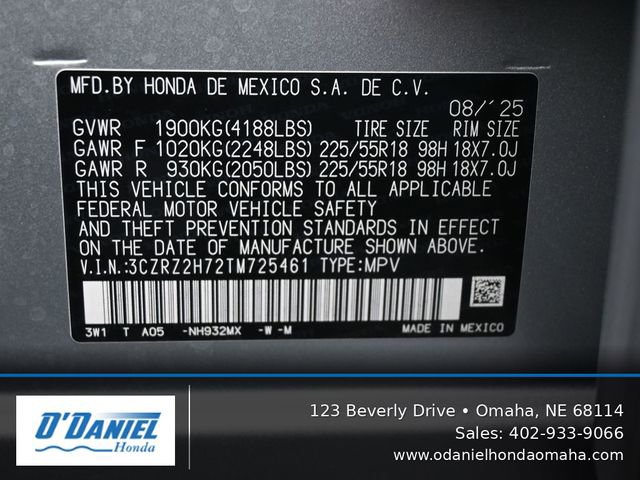 MFD.BY HONDA DE MEXICO S.A. DE C.V.
08/'25
GVWR 1900KG(4188LBS) TIRE SIZE RIM SIZE
GAWR F 1020KG(2248LBS) 225/55R18 98H 18X7.0J
GAWR R 930KG(2050LBS) 225/55R18 98H 18X7.0J
THIS VEHICLE CONFORMS TO ALL APPLICABLE
FEDERAL MOTOR VEHICLE SAFETY
AND THEFT PREVENTION STANDARDS IN EFFECT
ON THE DATE OF MANUFACTURE SHOWN ABOVE.
V.I.N.:3CZRZ2H72TM725461 TYPE:MPV
3W1 T A05 -NH932MX -W -M MADE IN MEXICO
O'DANIEL
Honda
123 Beverly Drive • Omaha, NE 68114
Sales: 402-933-9066
www.odanielhondaomaha.com